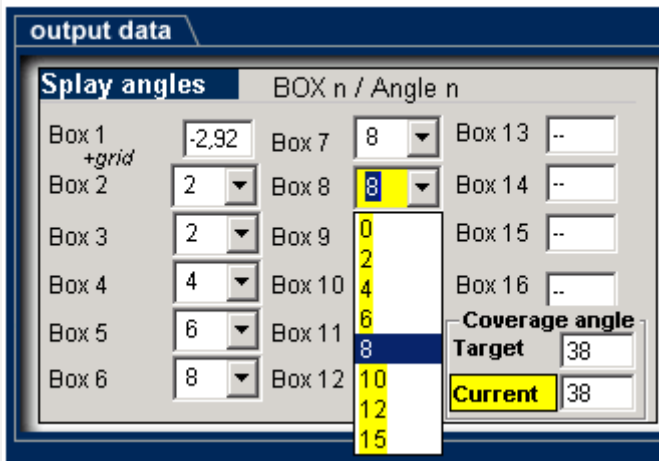 output data
Splay angles BOX n / Angle n
Box 1 +grid -2,92
Box 2 2
Box 3 2
Box 4 4
Box 5 6
Box 6 8
Box 7 8
Box 8 8
Box 9
Box 10
Box 11
Box 12
0
2
4
6
8
10
12
15
Box 13 --
Box 14 --
Box 15 --
Box 16 --
Coverage angle
Target 38
Current 38